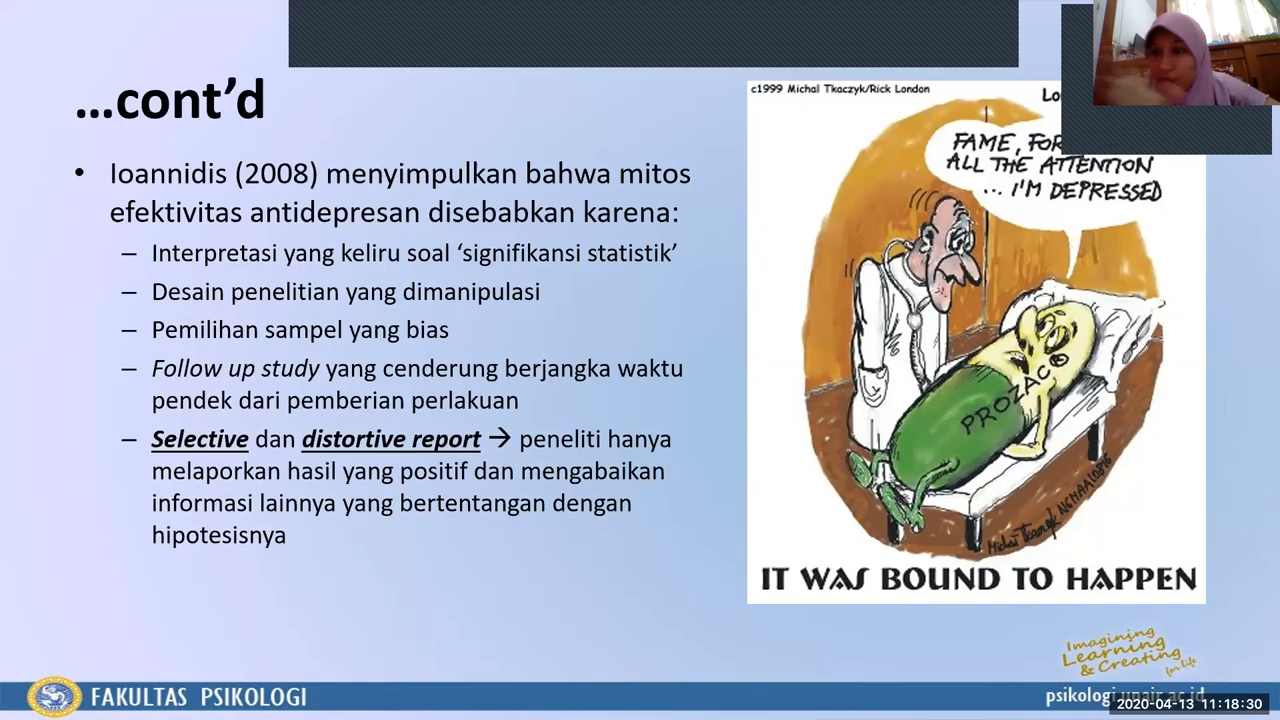 ...cont'd
• Ioannidis (2008) menyimpulkan bahwa mitos
efektivitas antidepresan disebabkan karena:
– Interpretasi yang keliru soal ‘signifikansi statistik’
– Desain penelitian yang dimanipulasi
– Pemilihan sampel yang bias
– Follow up study yang cenderung berjangka waktu
pendek dari pemberian perlakuan
– Selective dan distortive report → peneliti hanya
melaporkan hasil yang positif dan mengabaikan
informasi lainnya yang bertentangan dengan
hipotesisnya
c1999 Michal Tkaczyk/Rick London
FAME,
ALL THE ATTENTION
... I'M DEPRESSED
PROZAC
IT WAS BOUND TO HAPPEN
Imagining
Learning
& Creating
for life
FAKULTAS PSIKOLOGI
psikologi.unair.ac.id
2020-04-13 11:18:30